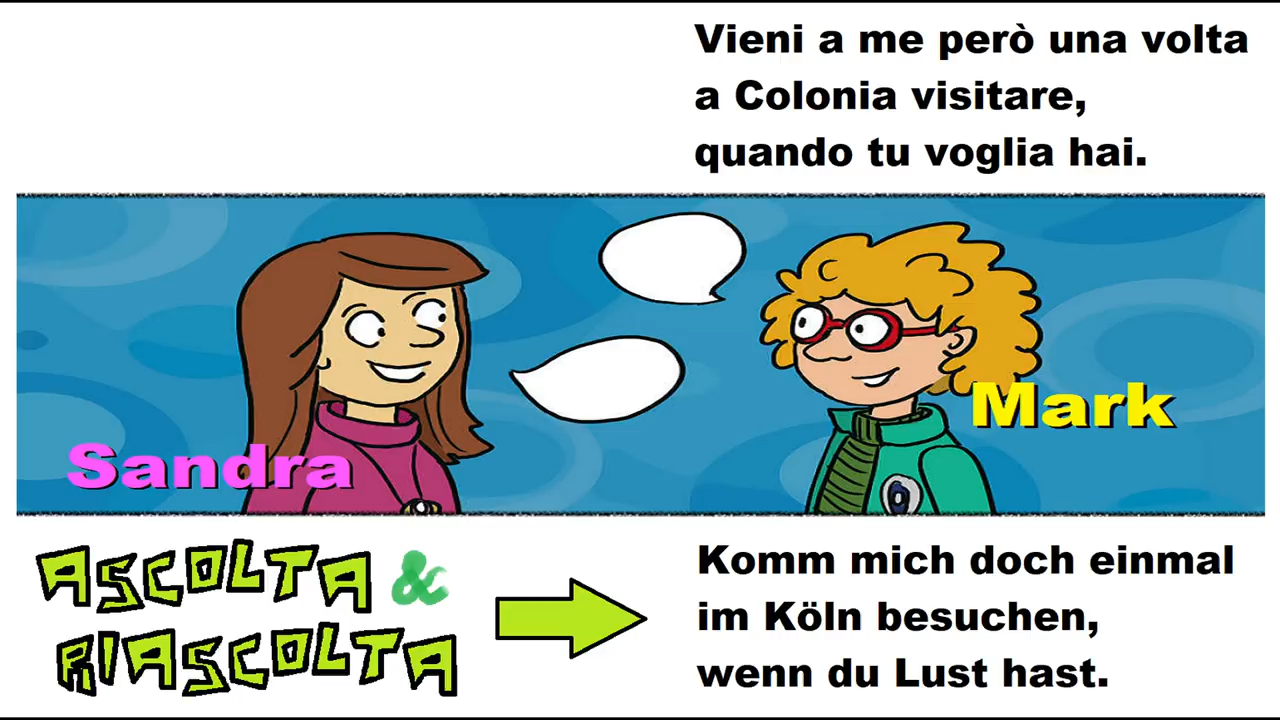 Vieni a me però una volta
a Colonia visitare,
quando tu voglia hai.
Sandra
Mark
ASCOLTA &
RIASCOLTA
Komm mich doch einmal
im Köln besuchen,
wenn du Lust hast.